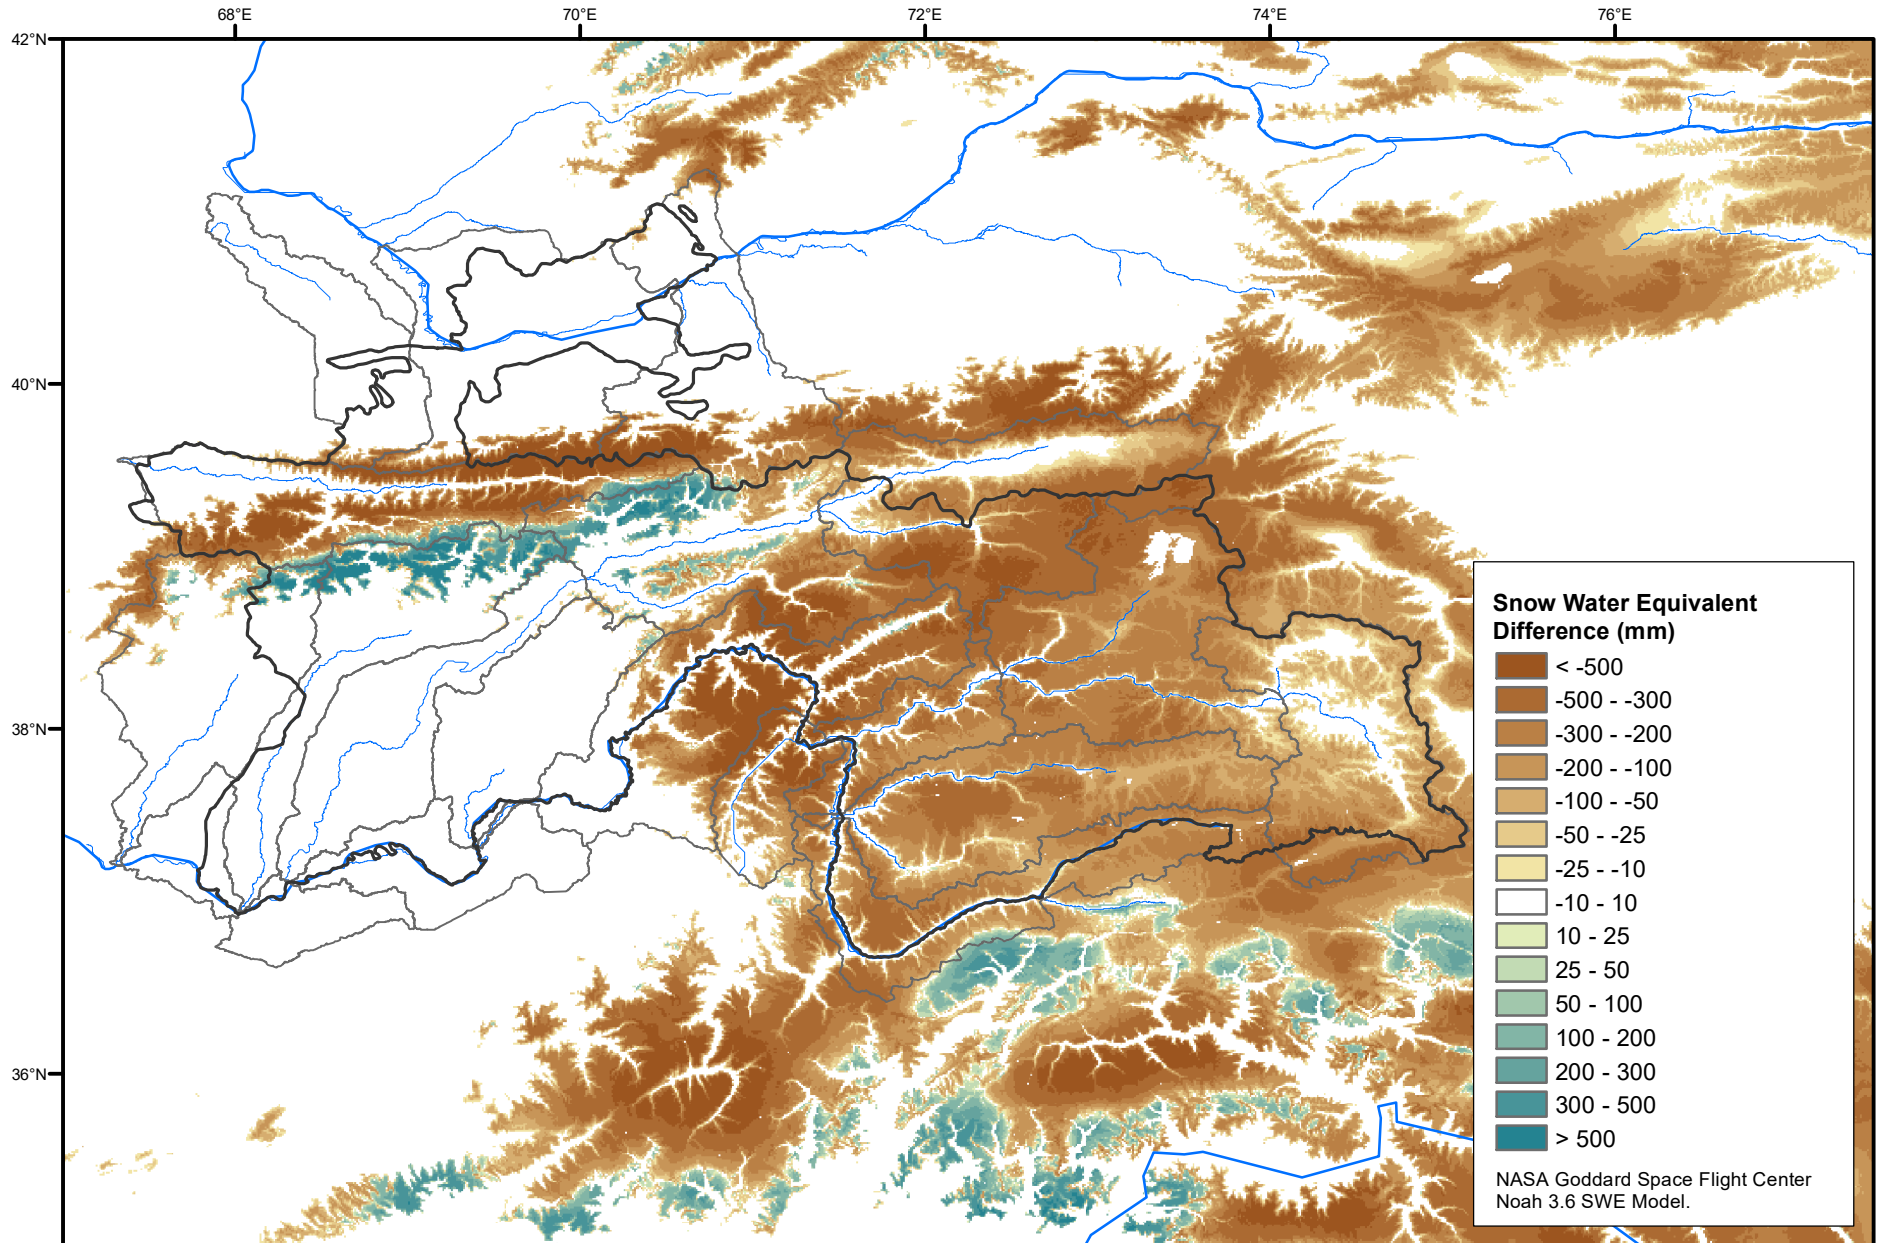 68°E
70°E
72°E
74°E
76°E
42°N
40°N
38°N
36°N
Snow Water Equivalent
Difference (mm)
< -500
-500 - -300
-300 - -200
-200 - -100
-100 - -50
-50 - -25
-25 - -10
-10 - 10
10 - 25
25 - 50
50 - 100
100 - 200
200 - 300
300 - 500
> 500
NASA Goddard Space Flight Center
Noah 3.6 SWE Model.